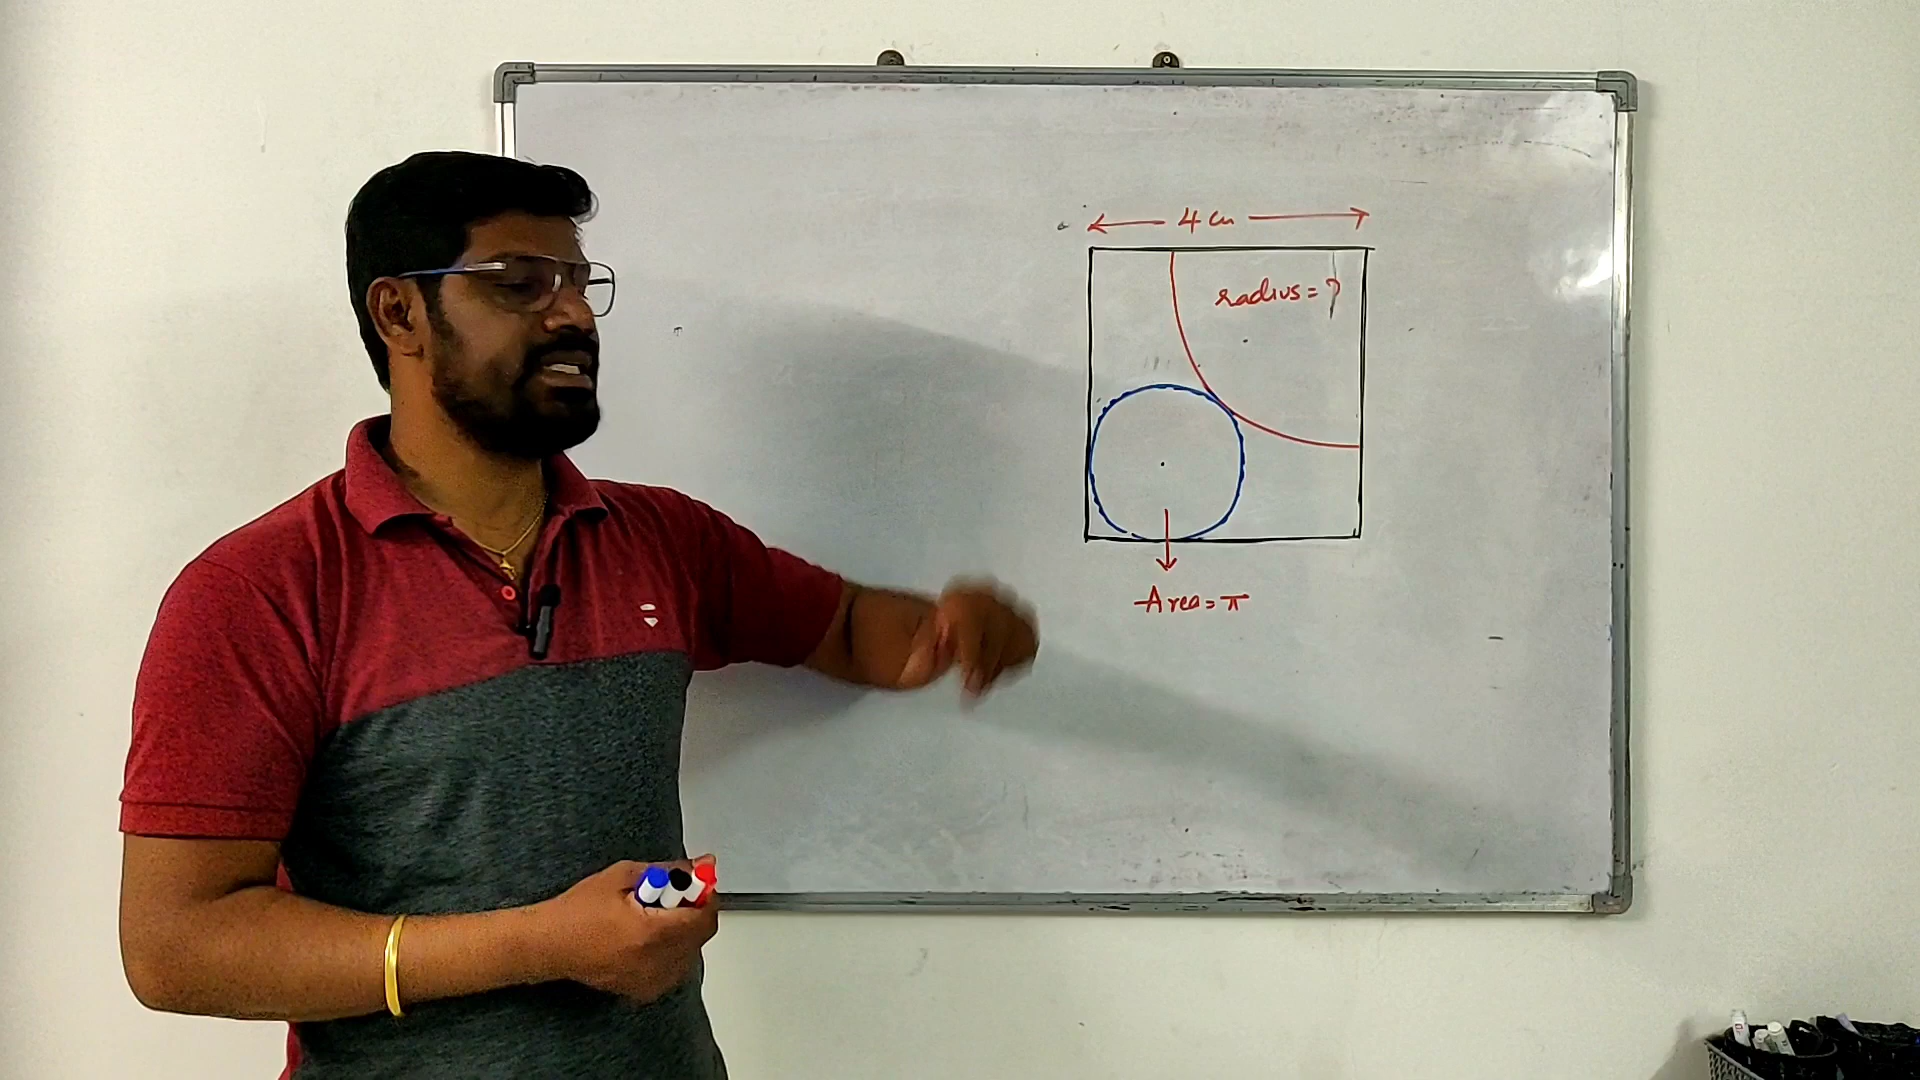 4 cm
radius = ?
Area = π